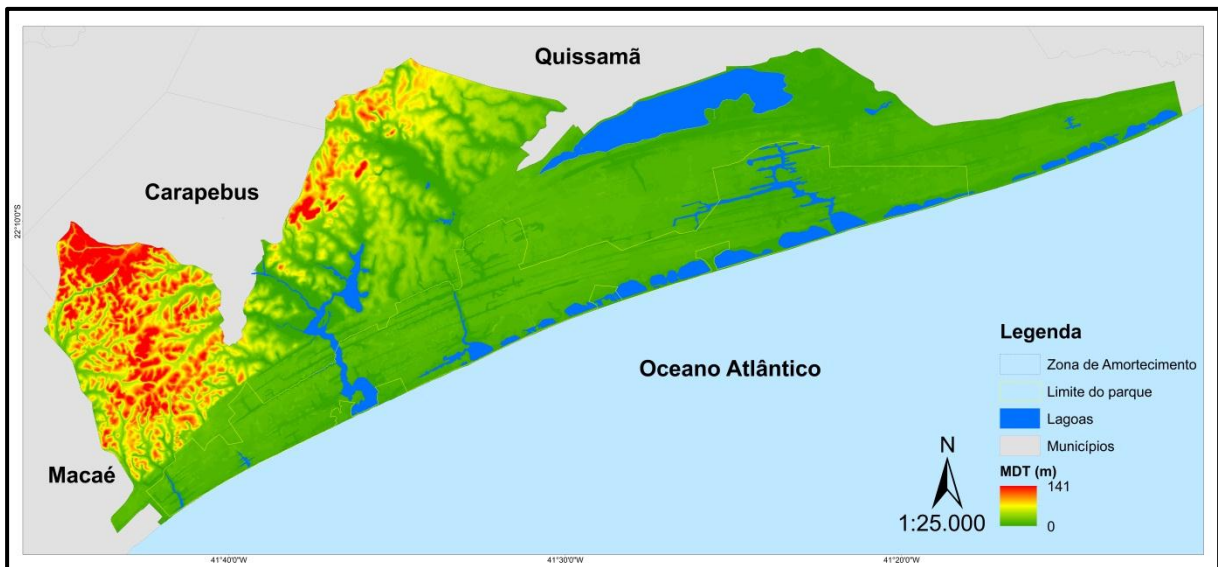 Quissamã
Carapebus
22°10'0"S
Oceano Atlântico
Macaé
Legenda
Zona de Amortecimento
Limite do parque
Lagoas
Municípios
MDT (m)
141
0
N
1:25.000
41°40'0"W
41°30'0"W
41°20'0"W